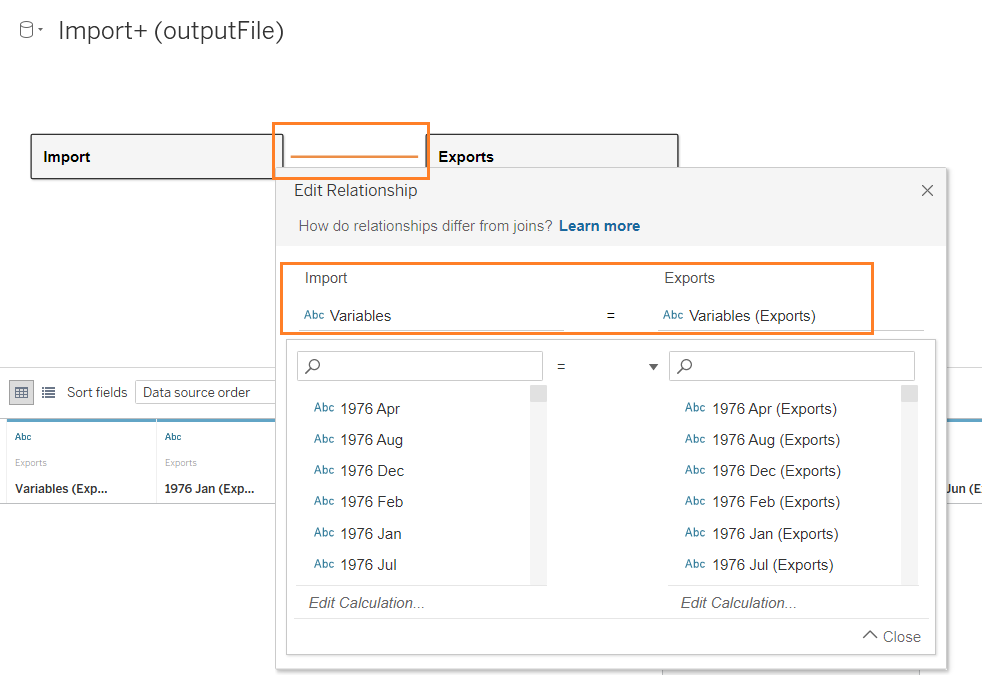 Import+ (outputFile)
Import
Exports
Edit Relationship
How do relationships differ from joins? Learn more
Import Exports
Abc Variables = Abc Variables (Exports)
=
Abc 1976 Apr Abc 1976 Apr (Exports)
Abc 1976 Aug Abc 1976 Aug (Exports)
Abc 1976 Dec Abc 1976 Dec (Exports)
Abc 1976 Feb Abc 1976 Feb (Exports)
Abc 1976 Jan Abc 1976 Jan (Exports)
Abc 1976 Jul Abc 1976 Jul (Exports)
Edit Calculation... Edit Calculation...
Close
Sort fields Data source order
Abc Abc
Exports Exports
Variables (Exp... 1976 Jan (Exp... Jun (E